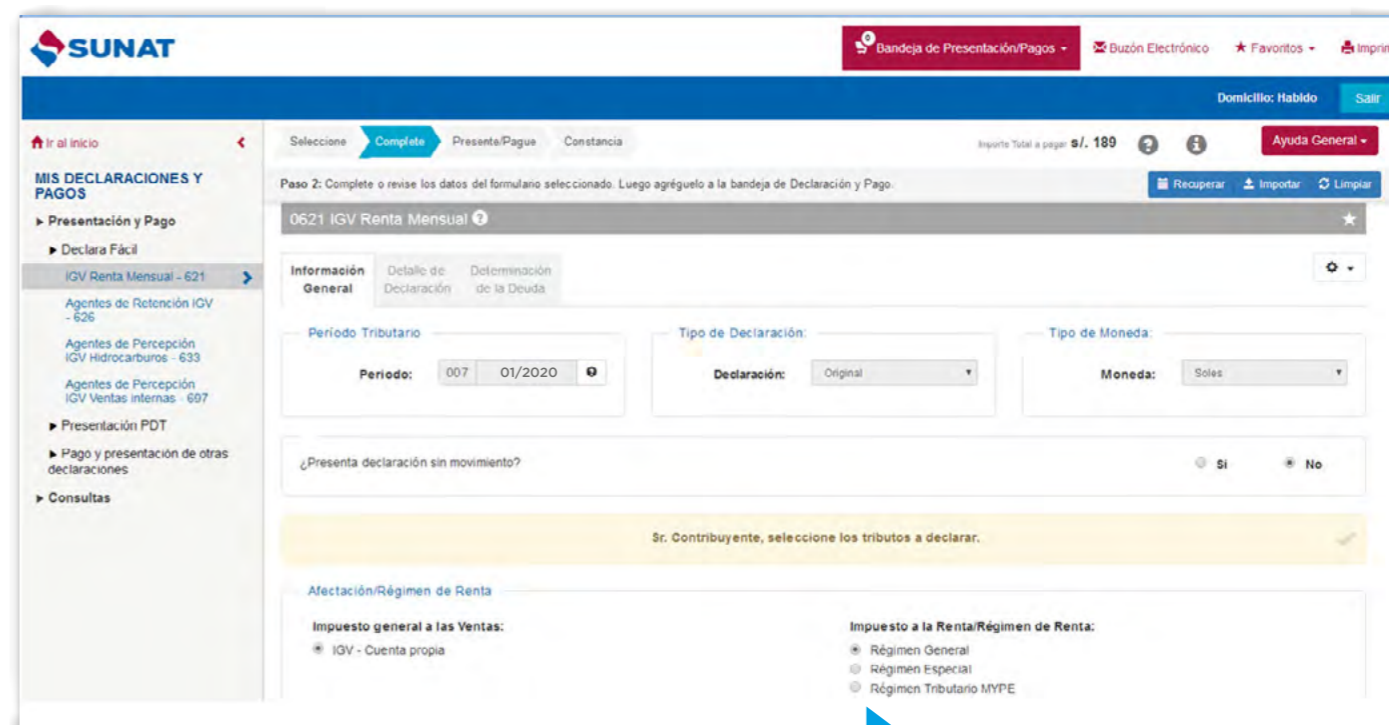 SUNAT
0
Bandeja de Presentación/Pagos
Buzón Electrónico
Favoritos
Domicilio: Habido
Salir
Ir al inicio
Seleccione
Complete
Presente/Pague
Constancia
Importe Total a pagar s/. 189
Ayuda General
MIS DECLARACIONES Y
PAGOS
Paso 2: Complete o revise los datos del formulario seleccionado. Luego agréguelo a la bandeja de Declaración y Pago.
Recuperar
Importar
Limpiar
Presentación y Pago
Declara Fácil
IGV Renta Mensual - 621
Agentes de Retención IGV
- 626
Agentes de Percepción
IGV Hidrocarburos - 633
Agentes de Percepción
IGV Ventas internas - 697
Presentación PDT
Pago y presentación de otras
declaraciones
Consultas
0621 IGV Renta Mensual
Información
General
Detalle de
Declaración
Determinación
de la Deuda
Período Tributario
Periodo: 007 01/2020
Tipo de Declaración:
Declaración: Original
Tipo de Moneda:
Moneda: Soles
¿Presenta declaración sin movimiento?
Si
No
Sr. Contribuyente, seleccione los tributos a declarar.
Afectación/Régimen de Renta
Impuesto general a las Ventas:
IGV - Cuenta propia
Impuesto a la Renta/Régimen de Renta:
Régimen General
Régimen Especial
Régimen Tributario MYPE